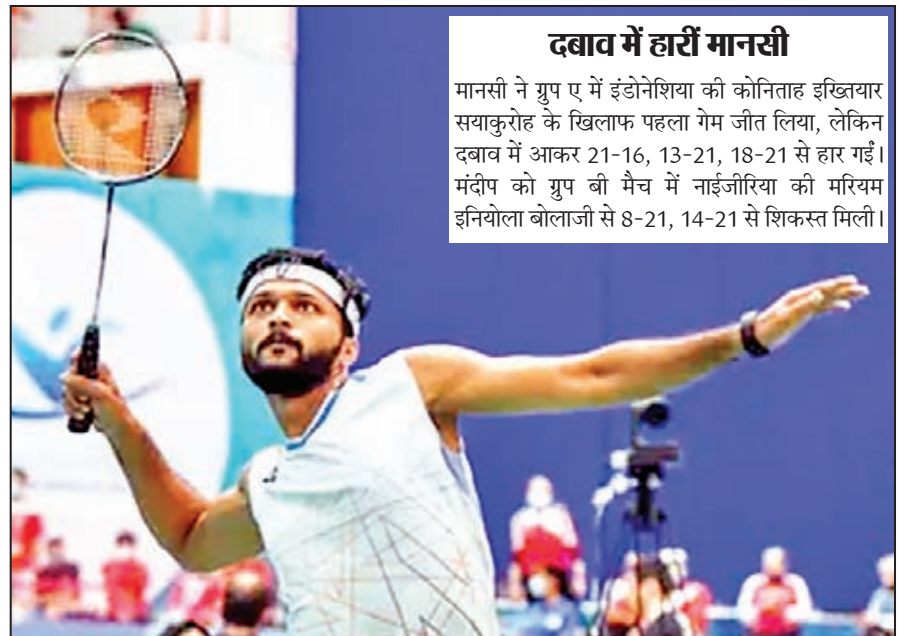 दबाव में हारीं मानसी
मानसी ने ग्रुप ए में इंडोनेशिया की कोनिताह इख्तियार
सयाकुरोह के खिलाफ पहला गेम जीत लिया, लेकिन
दबाव में आकर 21-16, 13-21, 18-21 से हार गईं।
मंदीप को ग्रुप बी मैच में नाईजीरिया की मरियम
इनियोला बोलाजी से 8-21, 14-21 से शिकस्त मिली।